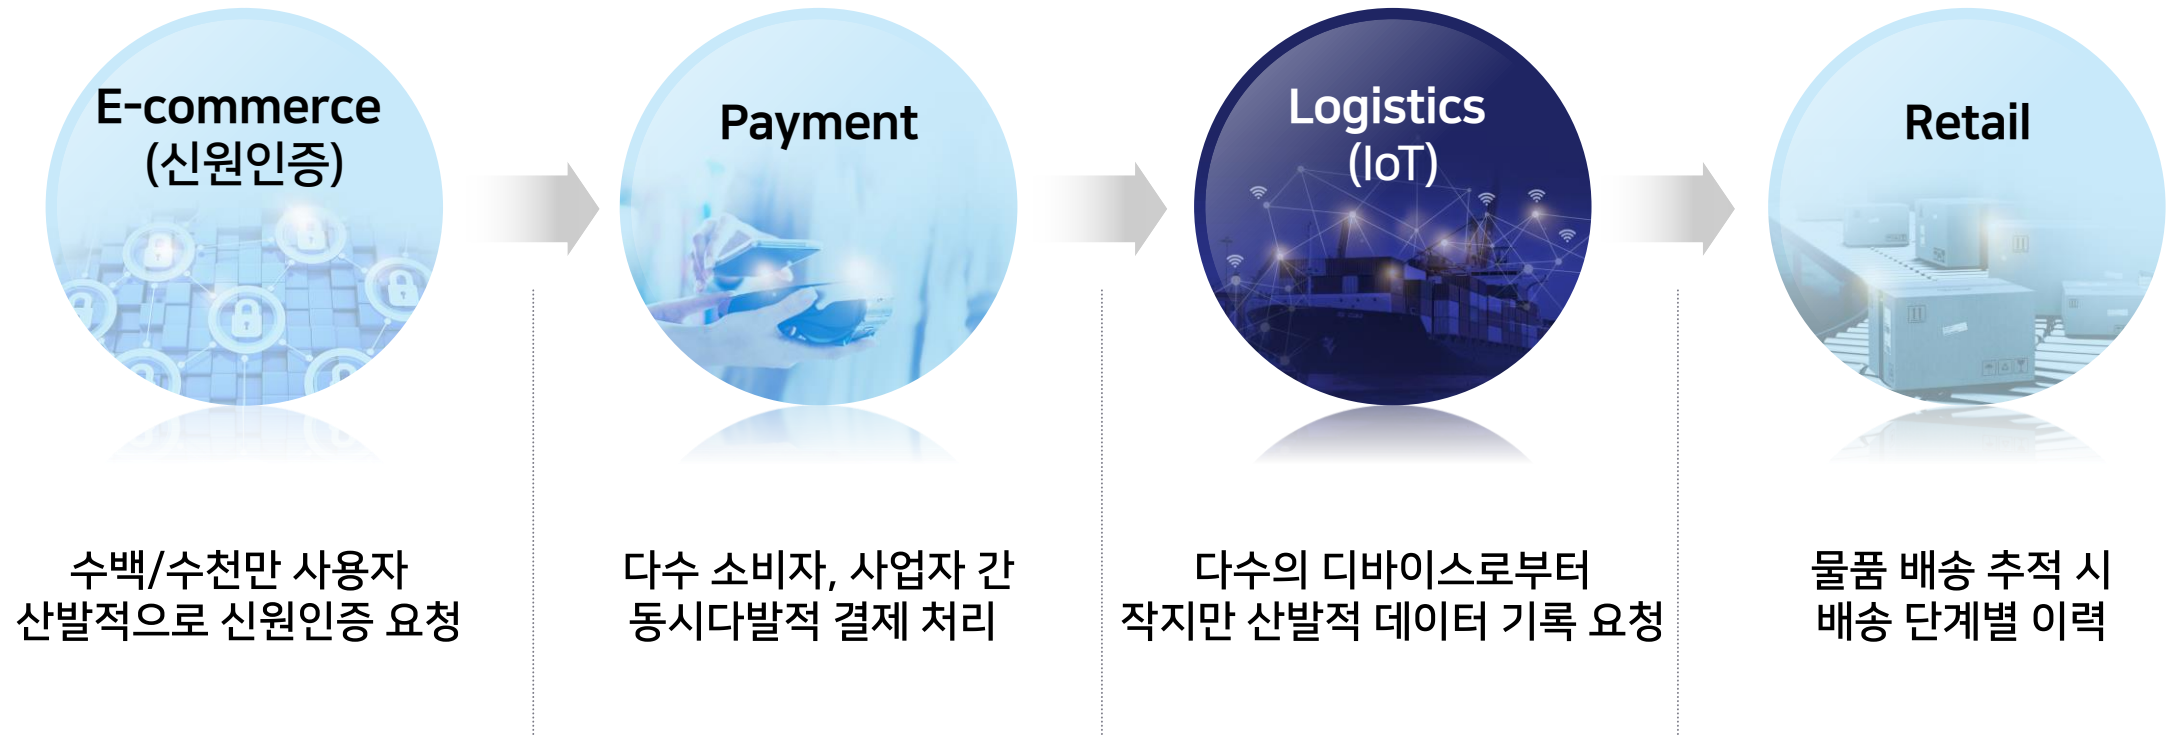 E-commerce
(신원인증)
수백/수천만 사용자
산발적으로 신원인증 요청
Payment
다수 소비자, 사업자 간
동시다발적 결제 처리
Logistics
(IoT)
다수의 디바이스로부터
작지만 산발적 데이터 기록 요청
Retail
물품 배송 추적 시
배송 단계별 이력